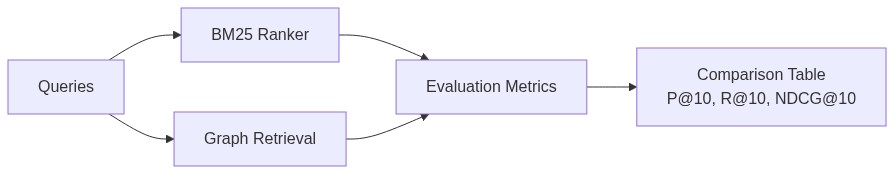 Queries
BM25 Ranker
Graph Retrieval
Evaluation Metrics
Comparison Table
P@10, R@10, NDCG@10